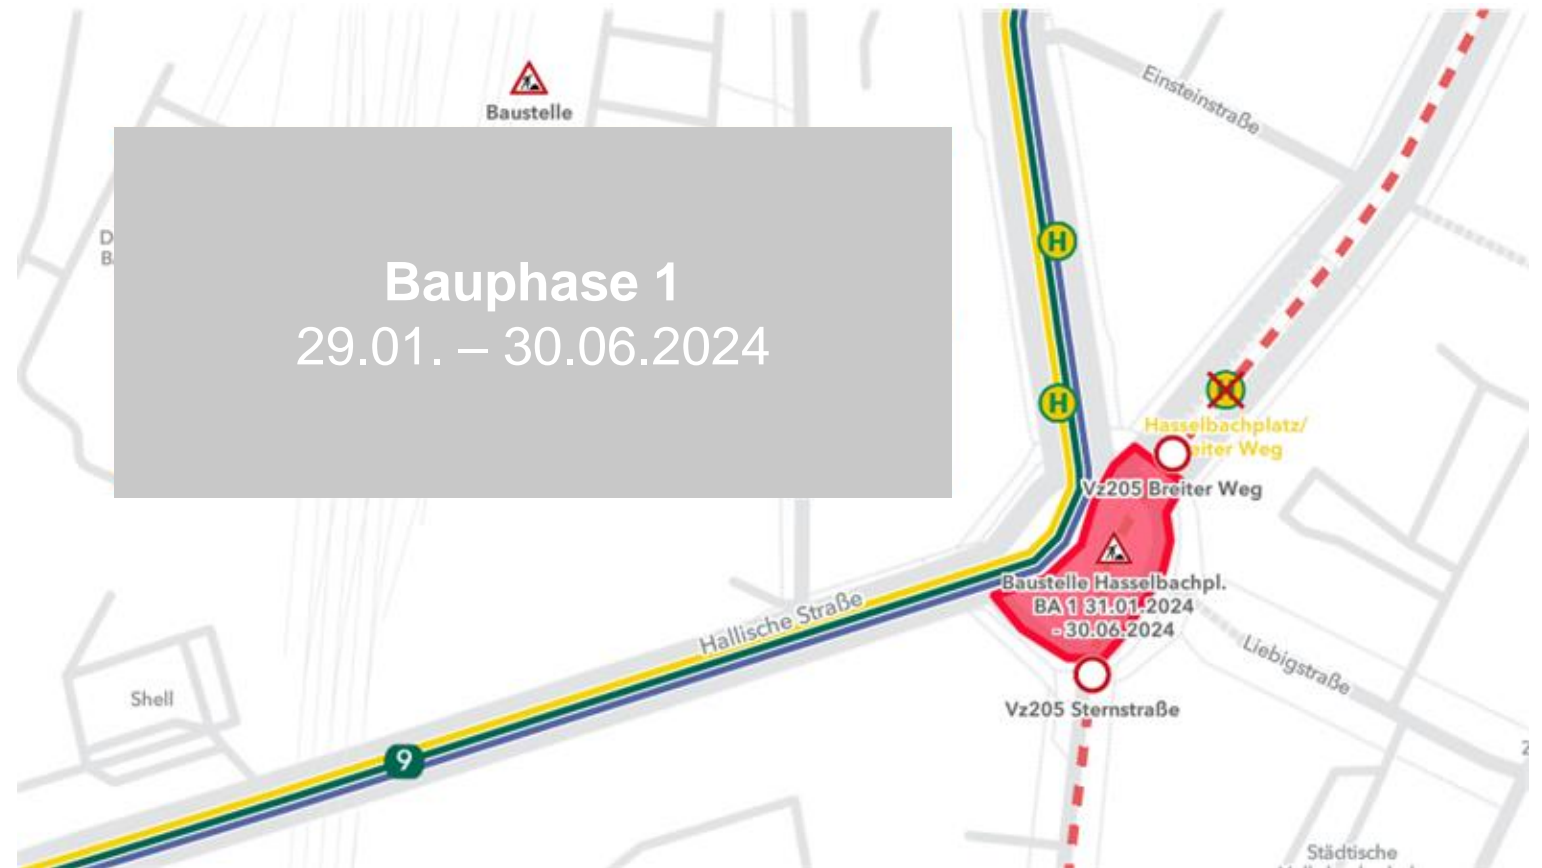 Einsteinstraße
Baustelle
D
B
Bauphase 1
29.01. – 30.06.2024
H
H
H
Hasselbachplatz/
eiter Weg
Vz205 Breiter Weg
Baustelle Hasselbachpl.
BA 1 31.01.2024
- 30.06.2024
Hallische Straße
Liebigstraße
Shell
Vz205 Sternstraße
9
2
Städtische